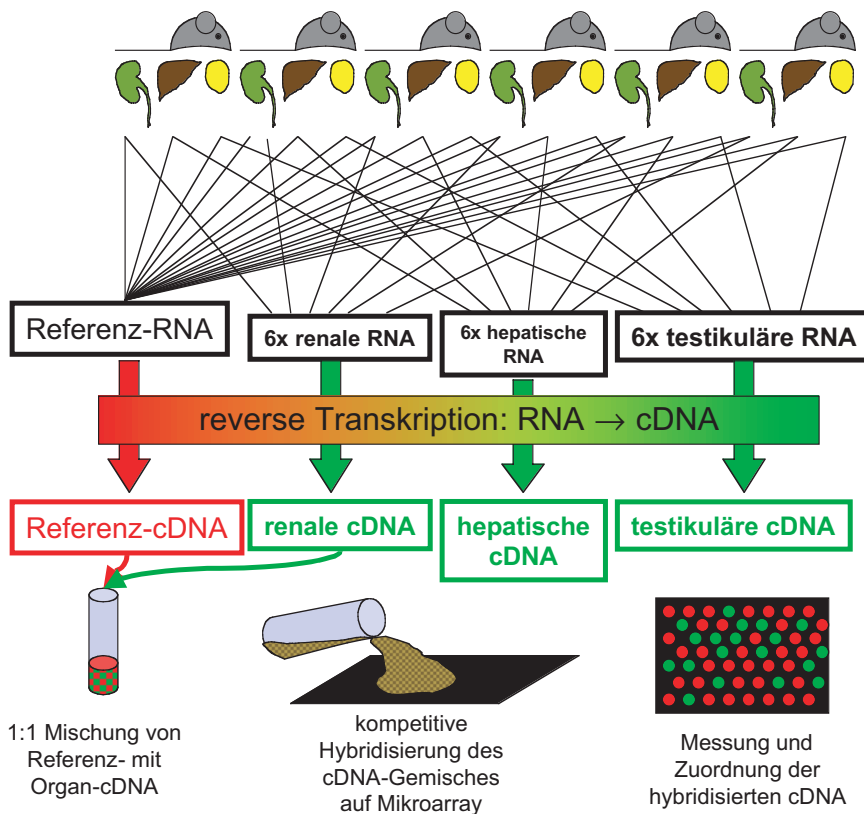 Referenz-RNA
6x renale RNA
6x hepatische
RNA
6x testikuläre RNA
reverse Transkription: RNA → cDNA
Referenz-cDNA
renale cDNA
hepatische
cDNA
testikuläre cDNA
1:1 Mischung von
Referenz- mit
Organ-cDNA
kompetitive
Hybridisierung des
cDNA-Gemisches
auf Mikroarray
Messung und
Zuordnung der
hybridisierten cDNA